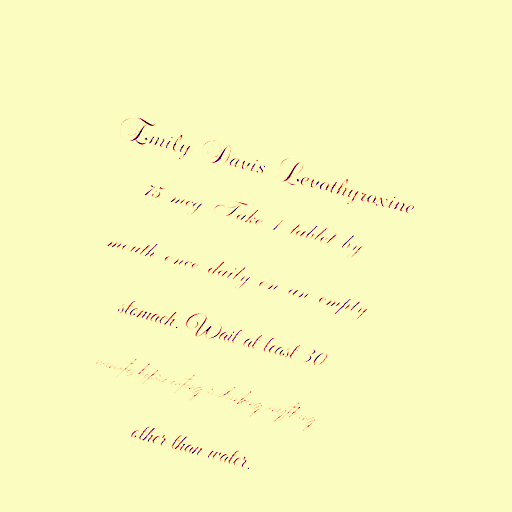 Emily Davis Levothyroxine
75 mcg Take 1 tablet by
mouth once daily on an empty
stomach. Wait at least 30
minutes before eating or drinking anything
other than water.